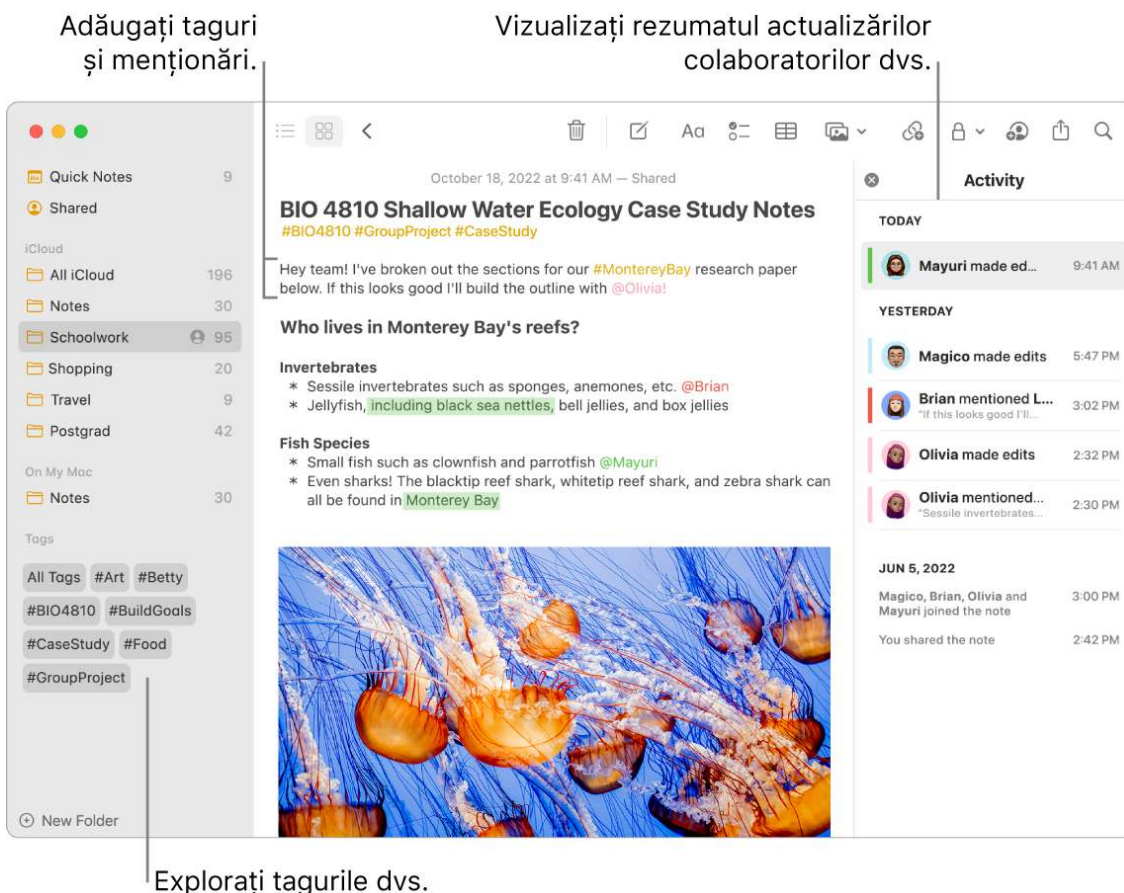 Adăugați taguri
și menționări.
Vizualizați rezumatul actualizărilor
colaboratorilor dvs.
Quick Notes 9
Shared
iCloud
All iCloud 196
Notes 30
Schoolwork 95
Shopping 20
Travel 9
Postgrad 42
On My Mac
Notes 30
Tags
All Tags #Art #Betty
#BIO4810 #BuildGoals
#CaseStudy #Food
#GroupProject
New Folder
Aa
October 18, 2022 at 9:41 AM — Shared
BIO 4810 Shallow Water Ecology Case Study Notes
#BIO4810 #GroupProject #CaseStudy
Hey team! I've broken out the sections for our #MontereyBay research paper
below. If this looks good I'll build the outline with @Olivia!
Who lives in Monterey Bay's reefs?
Invertebrates
* Sessile invertebrates such as sponges, anemones, etc. @Brian
* Jellyfish, including black sea nettles, bell jellies, and box jellies
Fish Species
* Small fish such as clownfish and parrotfish @Mayuri
* Even sharks! The blacktip reef shark, whitetip reef shark, and zebra shark can
all be found in Monterey Bay
Activity
TODAY
Mayuri made ed... 9:41 AM
YESTERDAY
Magico made edits 5:47 PM
Brian mentioned L... 3:02 PM
"If this looks good I'll...
Olivia made edits 2:32 PM
Olivia mentioned... 2:30 PM
"Sessile invertebrates...
JUN 5, 2022
Magico, Brian, Olivia and 3:00 PM
Mayuri joined the note
You shared the note 2:42 PM
Explorați tagurile dvs.